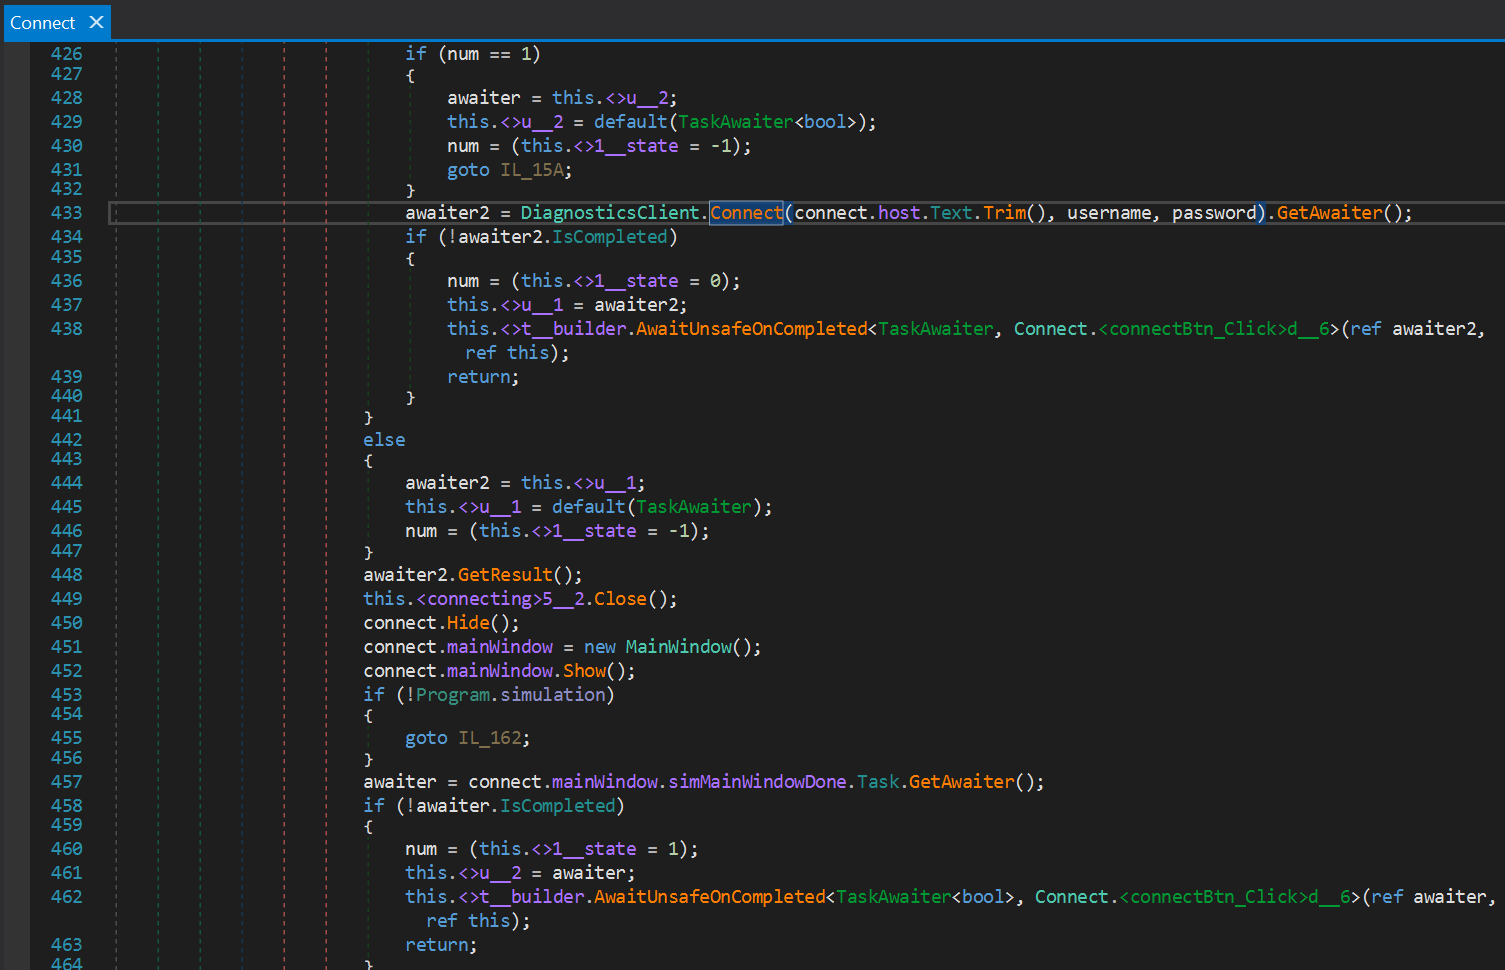 Connect ✕
426 if (num == 1)
427 {
428 awaiter = this.<>u__2;
429 this.<>u__2 = default(TaskAwaiter<bool>);
430 num = (this.<>1__state = -1);
431 goto IL_15A;
432 }
433 awaiter2 = DiagnosticsClient.Connect(connect.host.Text.Trim(), username, password).GetAwaiter();
434 if (!awaiter2.IsCompleted)
435 {
436 num = (this.<>1__state = 0);
437 this.<>u__1 = awaiter2;
438 this.<>t__builder.AwaitUnsafeOnCompleted<TaskAwaiter, Connect.<connectBtn_Click>d__6>(ref awaiter2,
ref this);
439 return;
440 }
441 }
442 else
443 {
444 awaiter2 = this.<>u__1;
445 this.<>u__1 = default(TaskAwaiter);
446 num = (this.<>1__state = -1);
447 }
448 awaiter2.GetResult();
449 this.<connecting>5__2.Close();
450 connect.Hide();
451 connect.mainWindow = new MainWindow();
452 connect.mainWindow.Show();
453 if (!Program.simulation)
454 {
455 goto IL_162;
456 }
457 awaiter = connect.mainWindow.simMainWindowDone.Task.GetAwaiter();
458 if (!awaiter.IsCompleted)
459 {
460 num = (this.<>1__state = 1);
461 this.<>u__2 = awaiter;
462 this.<>t__builder.AwaitUnsafeOnCompleted<TaskAwaiter<bool>, Connect.<connectBtn_Click>d__6>(ref awaiter,
ref this);
463 return;
464 }